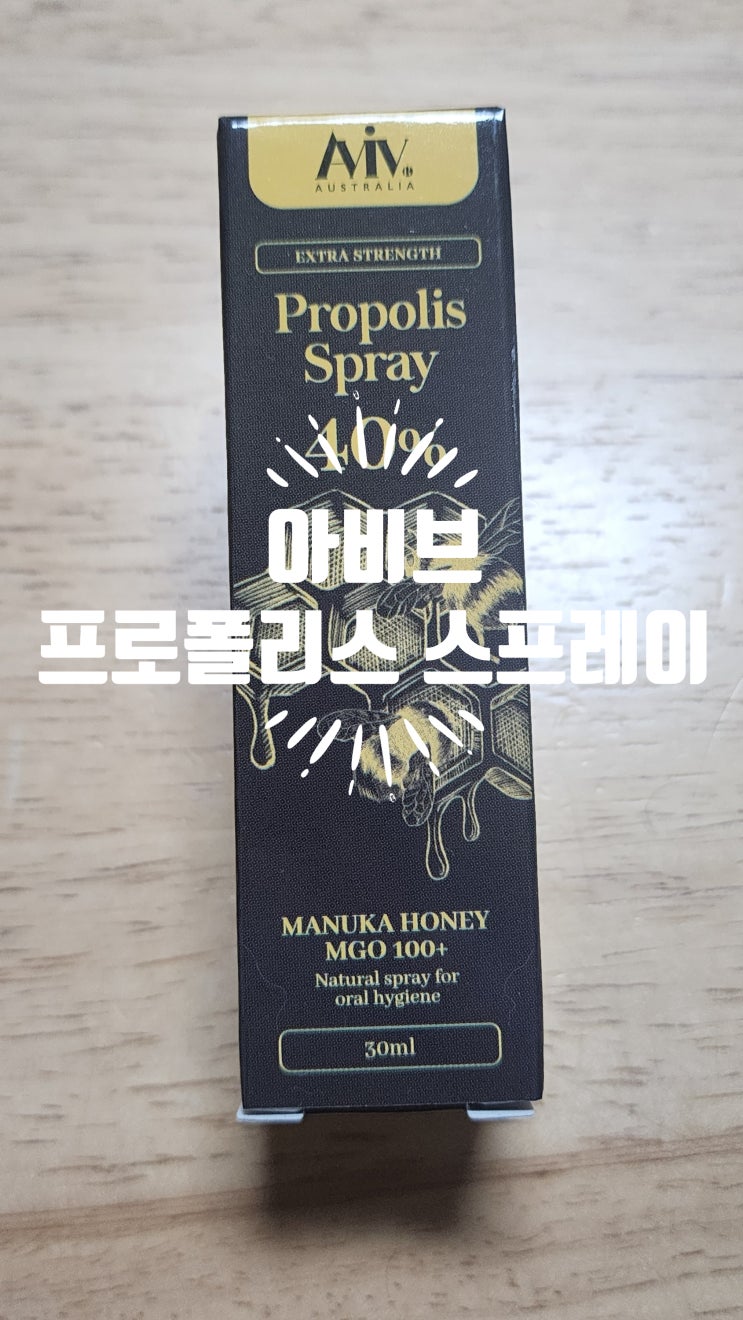 AVIV
AUSTRALIA
EXTRA STRENGTH
Propolis
Spray
40%
아비브
프로폴리스 스프레이
MANUKA HONEY
MGO 100+
Natural spray for
oral hygiene
30ml